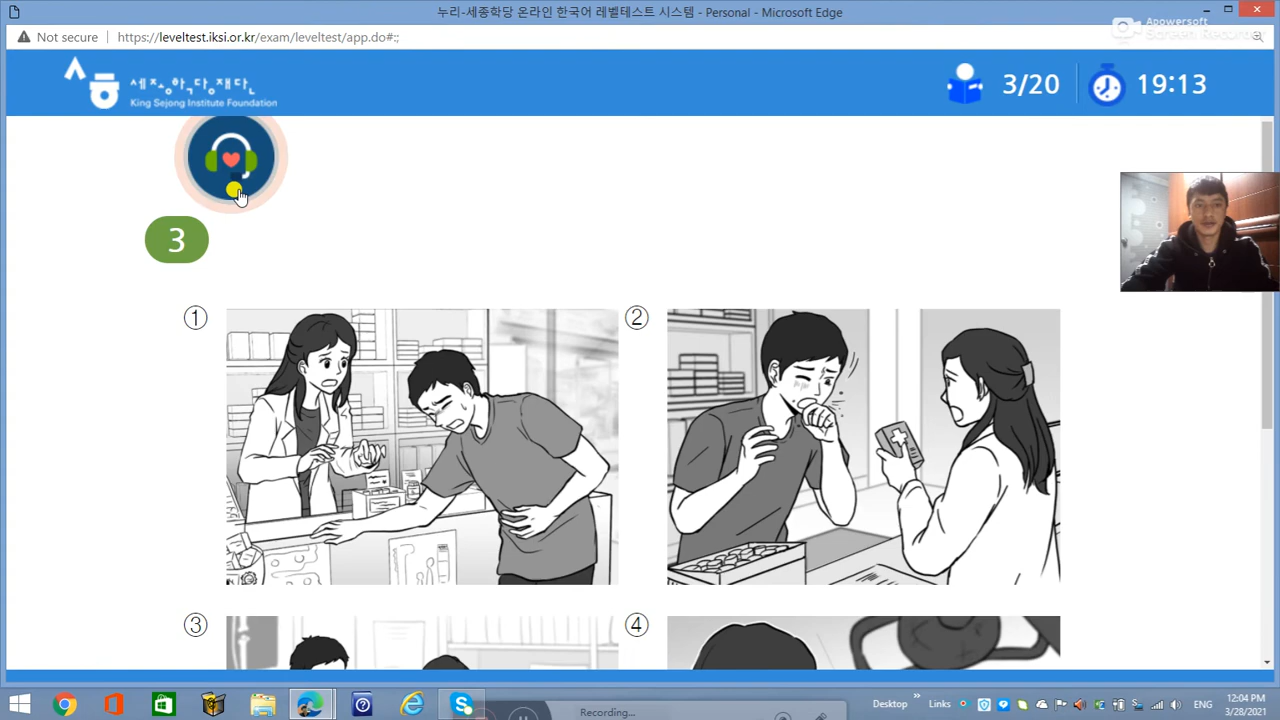 누리-세종학당 온라인 한국어 레벨테스트 시스템 - Personal - Microsoft Edge
Not secure
https://leveltest.iksi.or.kr/exam/leveltest/app.do#:;
Apowersoft
Screen Recorder
세종학당재단
King Sejong Institute Foundation
3/20
19:13
3
①
②
③
④
Recording...
Desktop
Links
ENG
12:04 PM
3/28/2021